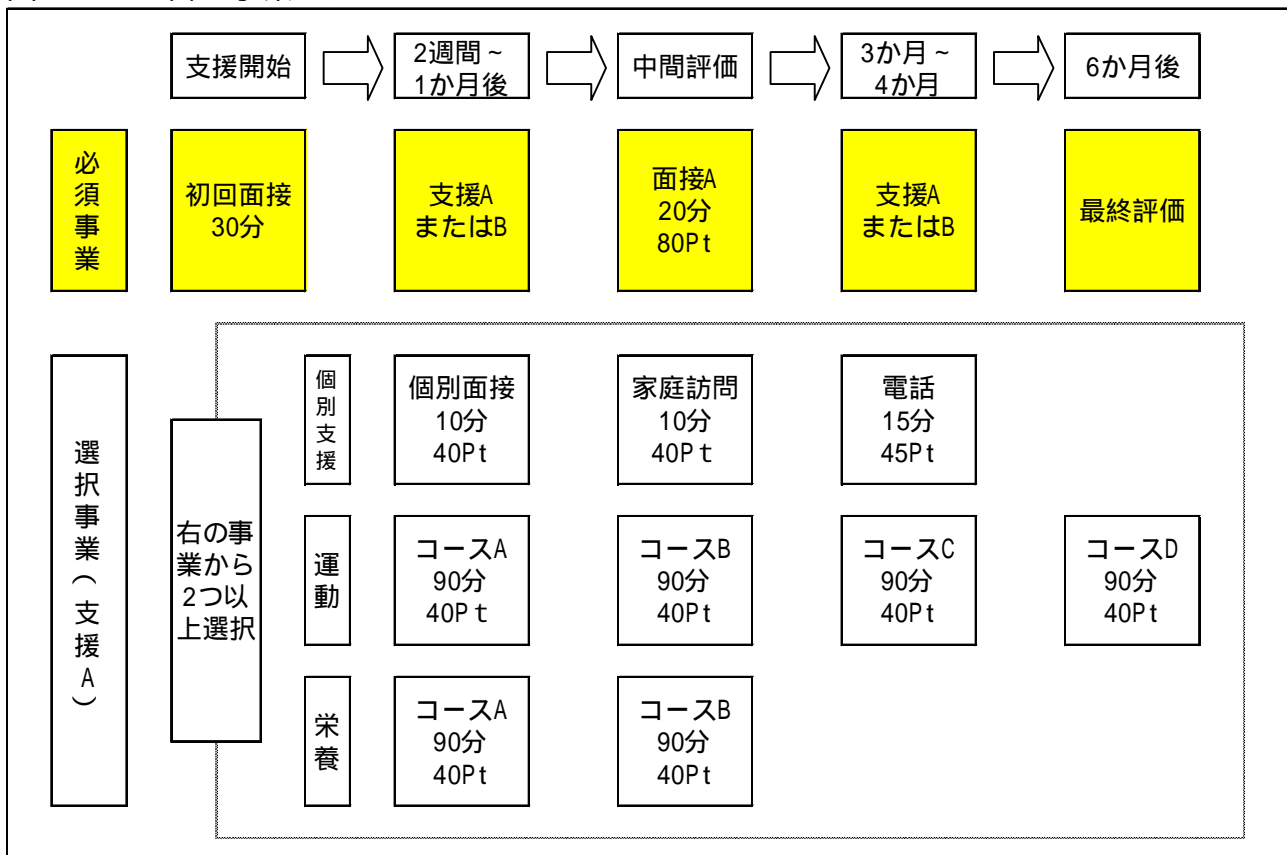 支援開始
2週間～
1か月後
中間評価
3か月～
4か月
6か月後
必須事業
初回面接
30分
支援A
またはB
面接A
20分
80Pt
支援A
またはB
最終評価
選択事業（支援A）
右の事
業から
2つ以
上選択
個別支援
個別面接
10分
40Pt
家庭訪問
10分
40Pt
電話
15分
45Pt
運動
コースA
90分
40Pt
コースB
90分
40Pt
コースC
90分
40Pt
コースD
90分
40Pt
栄養
コースA
90分
40Pt
コースB
90分
40Pt